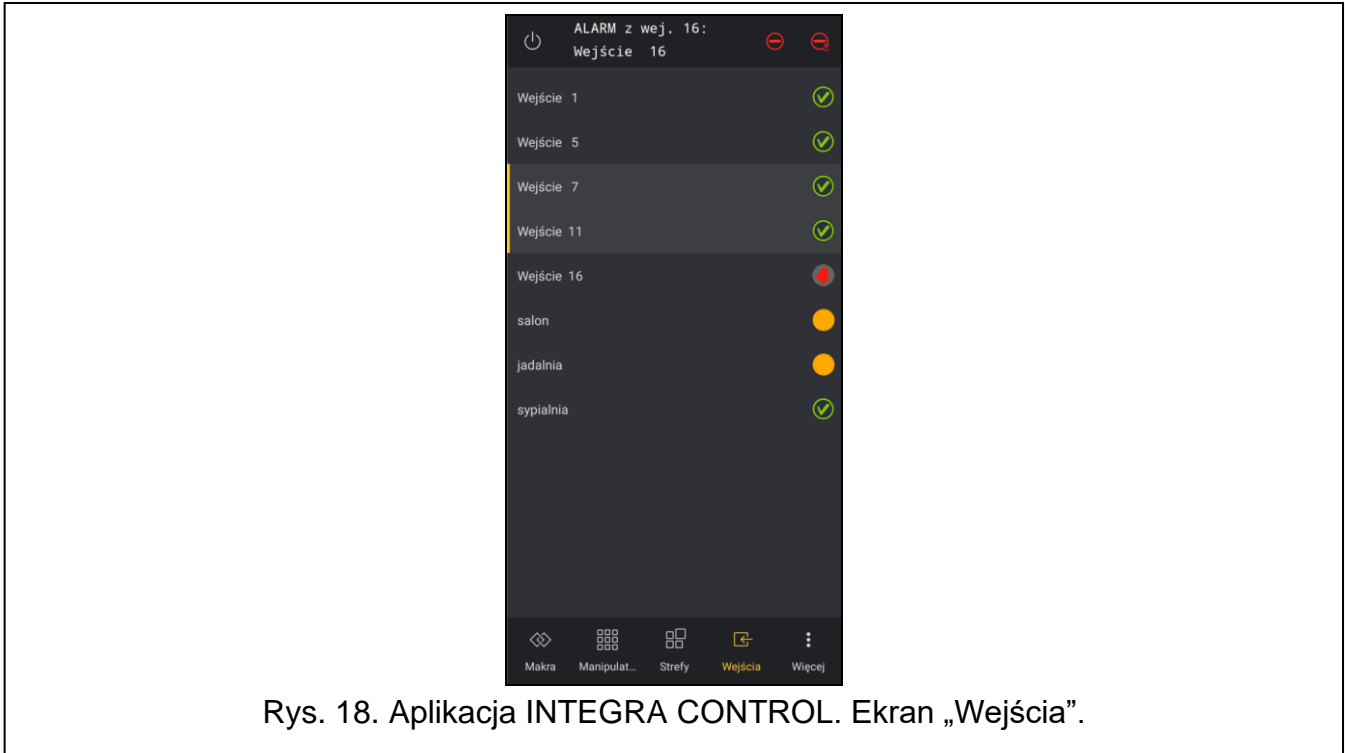 ALARM z wej. 16:
Wejście  16
Wejście  1
Wejście  5
Wejście  7
Wejście 11
Wejście 16
salon
jadalnia
sypialnia
Makra Manipulat... Strefy Wejścia Więcej
Rys. 18. Aplikacja INTEGRA CONTROL. Ekran „Wejścia”.